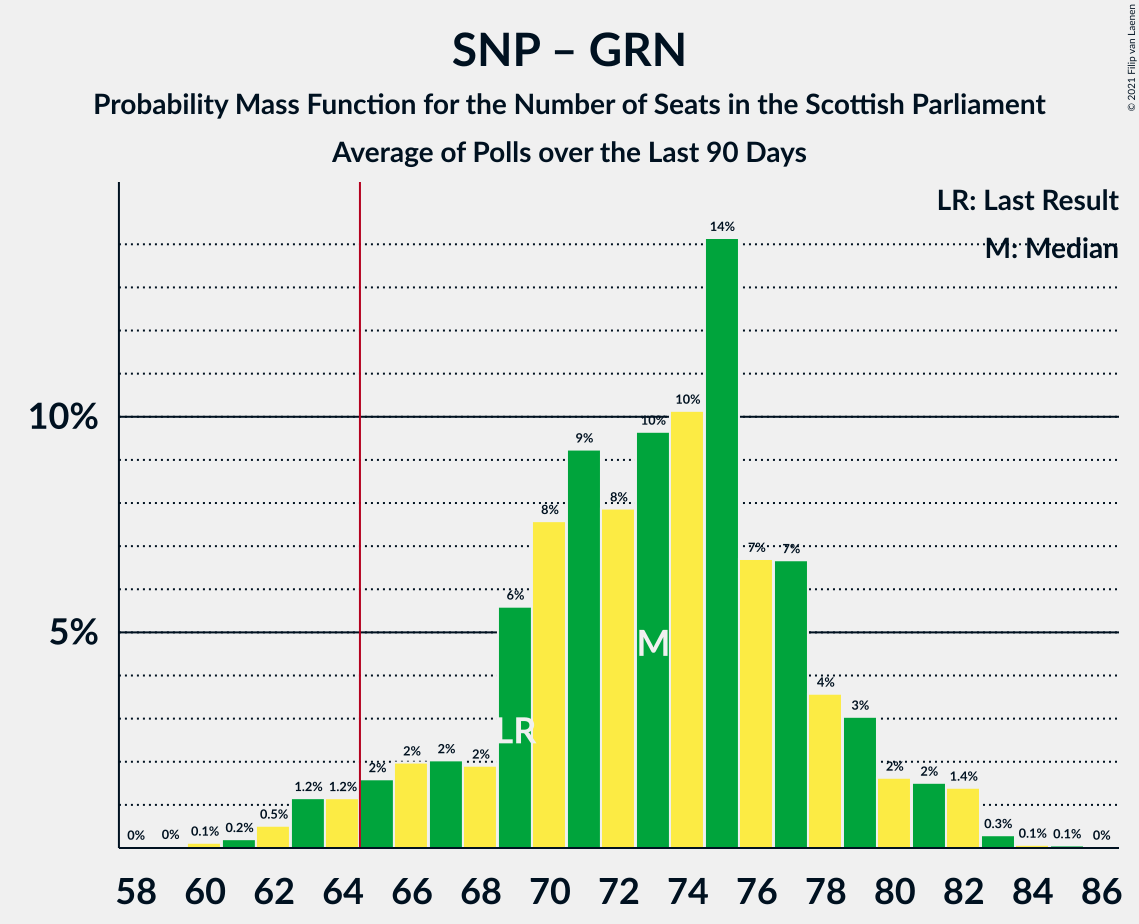 SNP – GRN
Probability Mass Function for the Number of Seats in the Scottish Parliament
Average of Polls over the Last 90 Days
© 2021 Filip van Laenen
LR: Last Result
M: Median
10%
5%
0% 0% 0.1% 0.2% 0.5% 1.2% 1.2% 2% 2% 2% 2% 6% 8% 9% 8% 10% 10% 14% 7% 7% 4% 3% 2% 2% 1.4% 0.3% 0.1% 0.1% 0%
LR
M
58 60 62 64 66 68 70 72 74 76 78 80 82 84 86